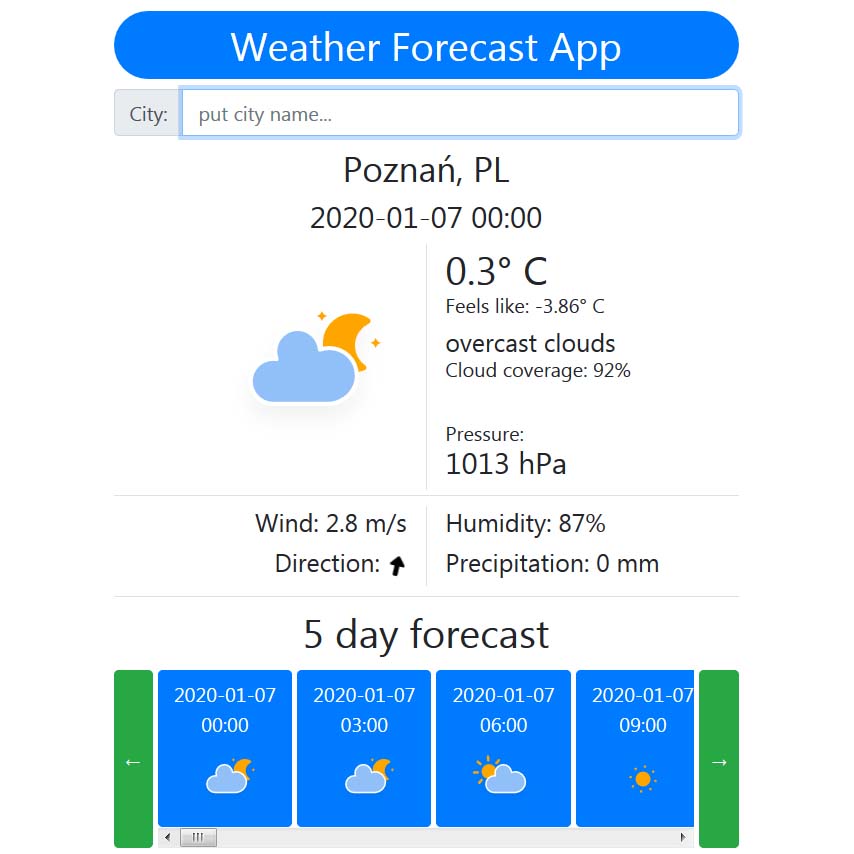 Weather Forecast App
City: put city name...
Poznań, PL
2020-01-07 00:00
0.3° C
Feels like: -3.86° C
overcast clouds
Cloud coverage: 92%
Pressure:
1013 hPa
Wind: 2.8 m/s
Direction:
Humidity: 87%
Precipitation: 0 mm
5 day forecast
←
2020-01-07
00:00
2020-01-07
03:00
2020-01-07
06:00
2020-01-07
09:00
→